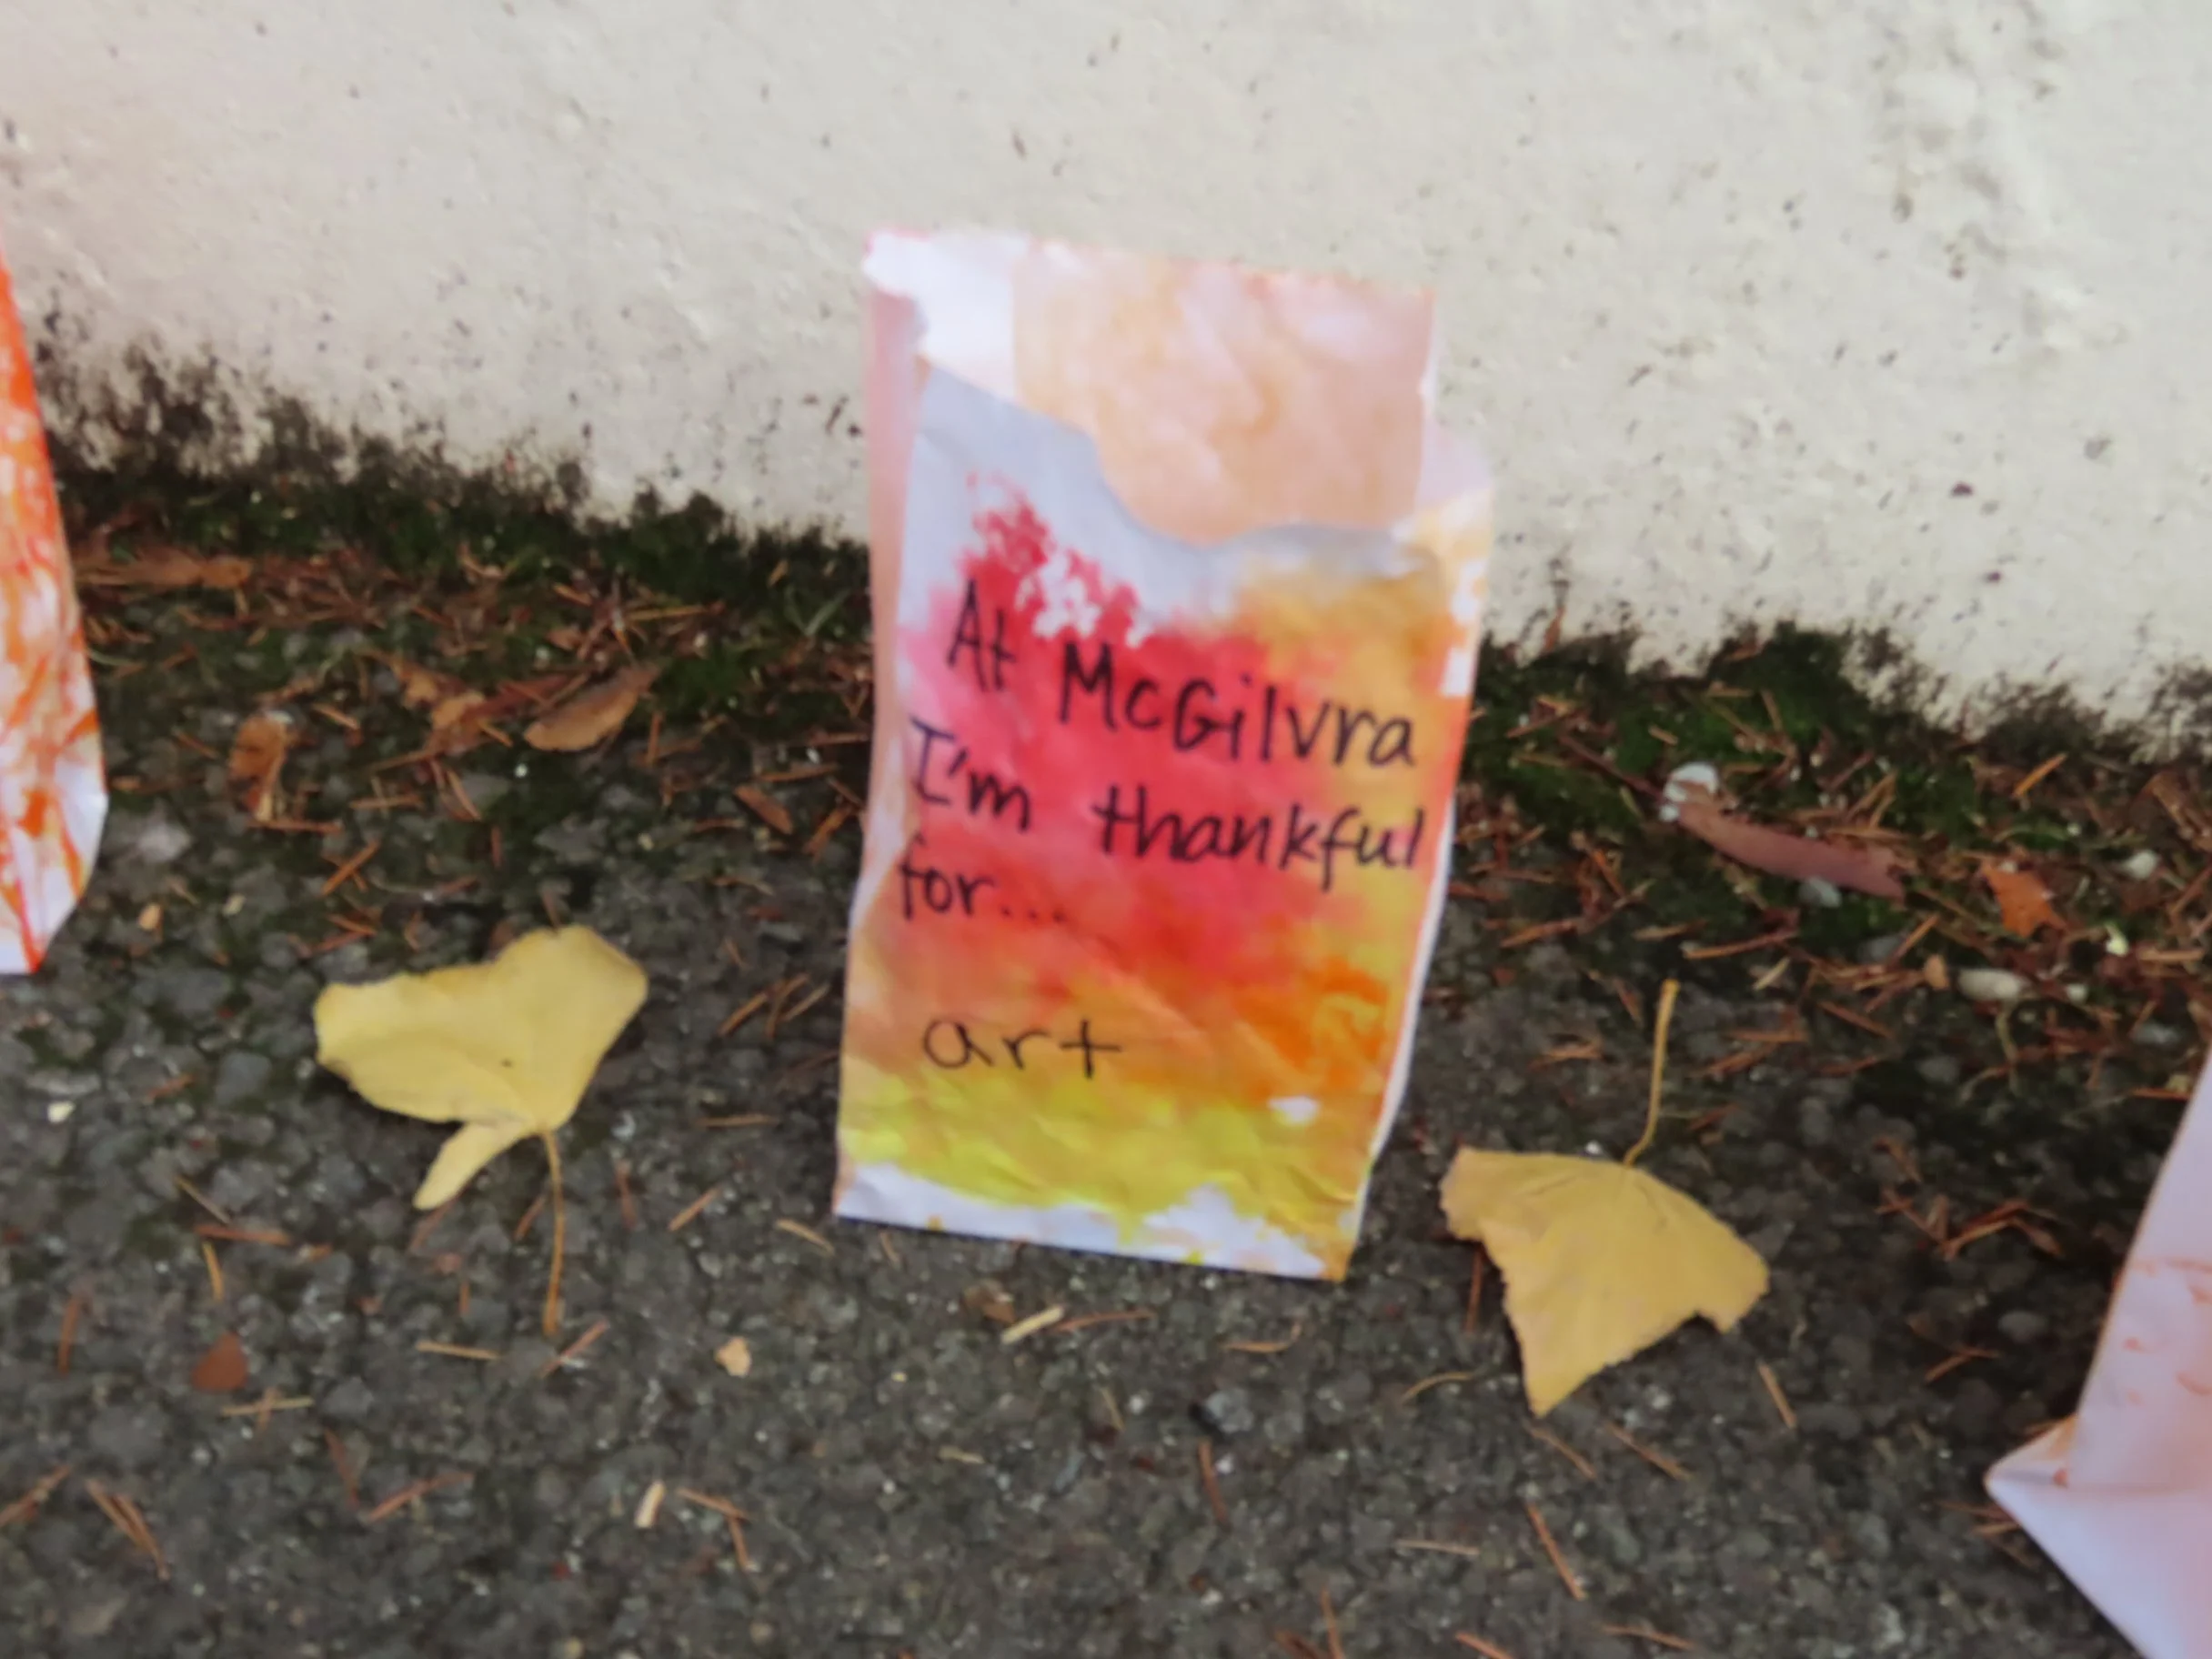 At McGilvra
I'm thankful
for...
art